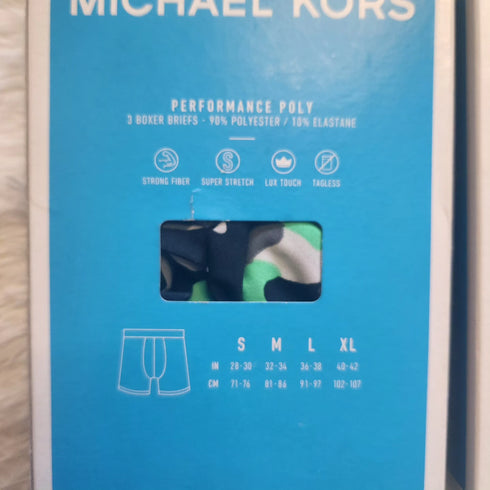 MICHAEL KORS
PERFORMANCE POLY
3 BOXER BRIEFS - 90% POLYESTER / 10% ELASTANE
S
STRONG FIBER SUPER STRETCH LUX TOUCH TAGLESS
S M L XL
IN 28-30 32-34 36-38 40-42
CM 71-76 81-86 91-97 102-107